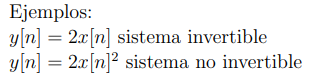 Ejemplos:
y[n] = 2x[n] sistema invertible
y[n] = 2x[n]² sistema no invertible